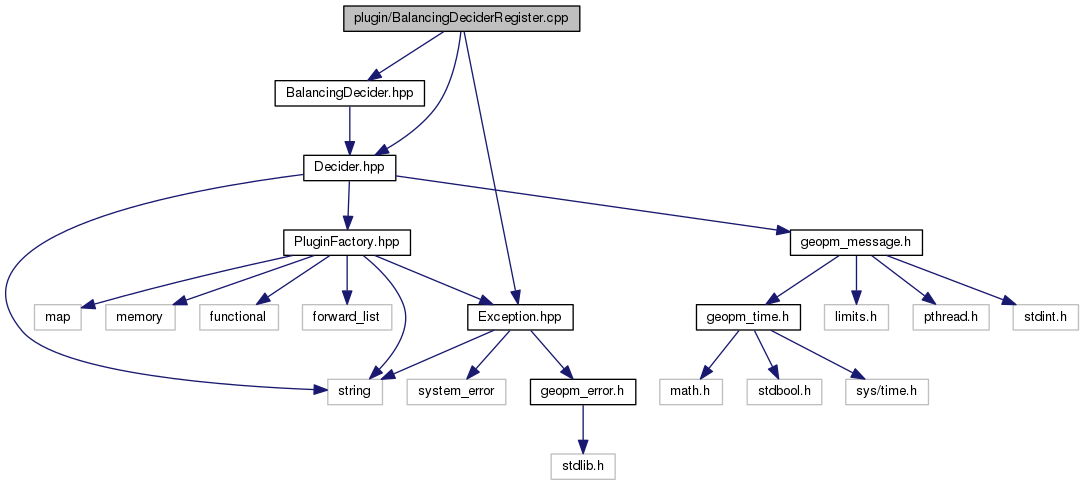 plugin/BalancingDeciderRegister.cpp
BalancingDecider.hpp
Decider.hpp
PluginFactory.hpp
geopm_message.h
map
memory
functional
forward_list
Exception.hpp
geopm_time.h
limits.h
pthread.h
stdint.h
string
system_error
geopm_error.h
math.h
stdbool.h
sys/time.h
stdlib.h